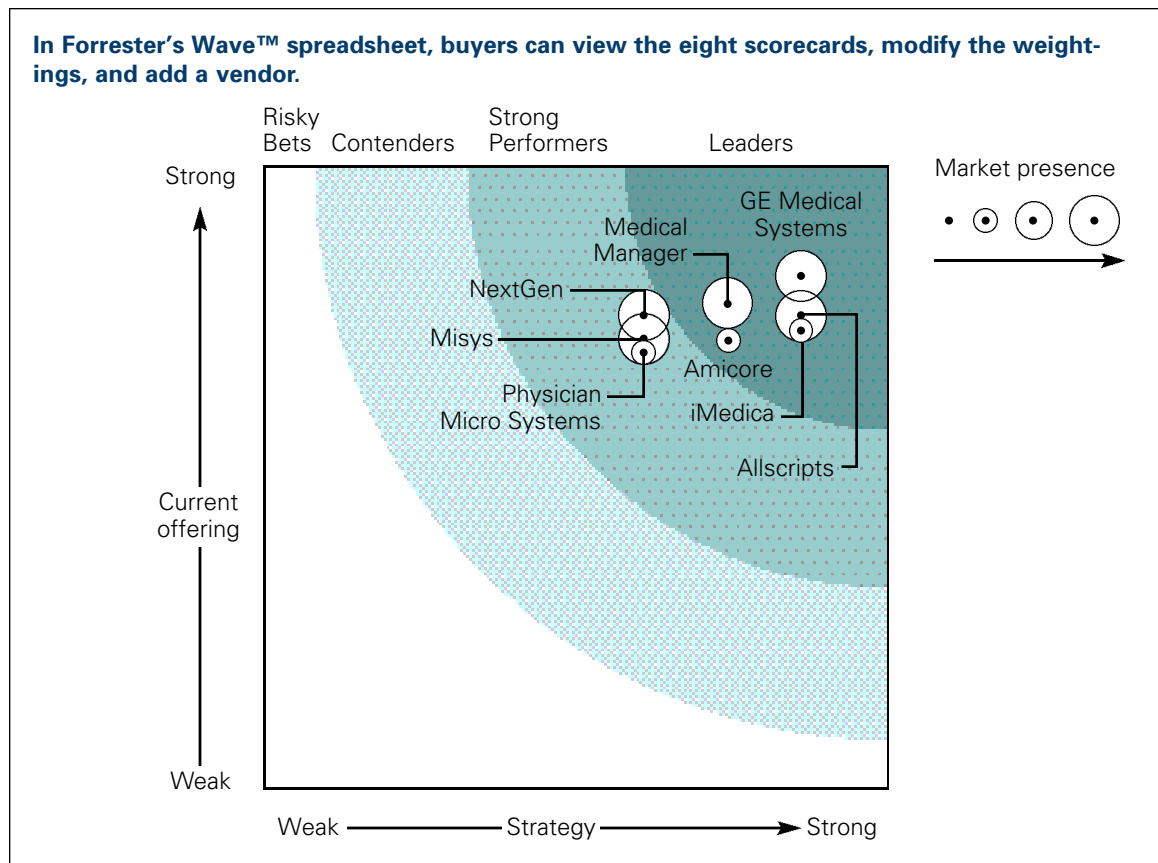 In Forrester's Wave™ spreadsheet, buyers can view the eight scorecards, modify the weight-
ings, and add a vendor.
Risky
Bets
Contenders
Strong
Performers
Leaders
Strong
Market presence
GE Medical
Systems
Medical
Manager
NextGen
Misys
Amicore
Physician
Micro Systems
iMedica
Allscripts
Current
offering
Weak
Weak
Strategy
Strong